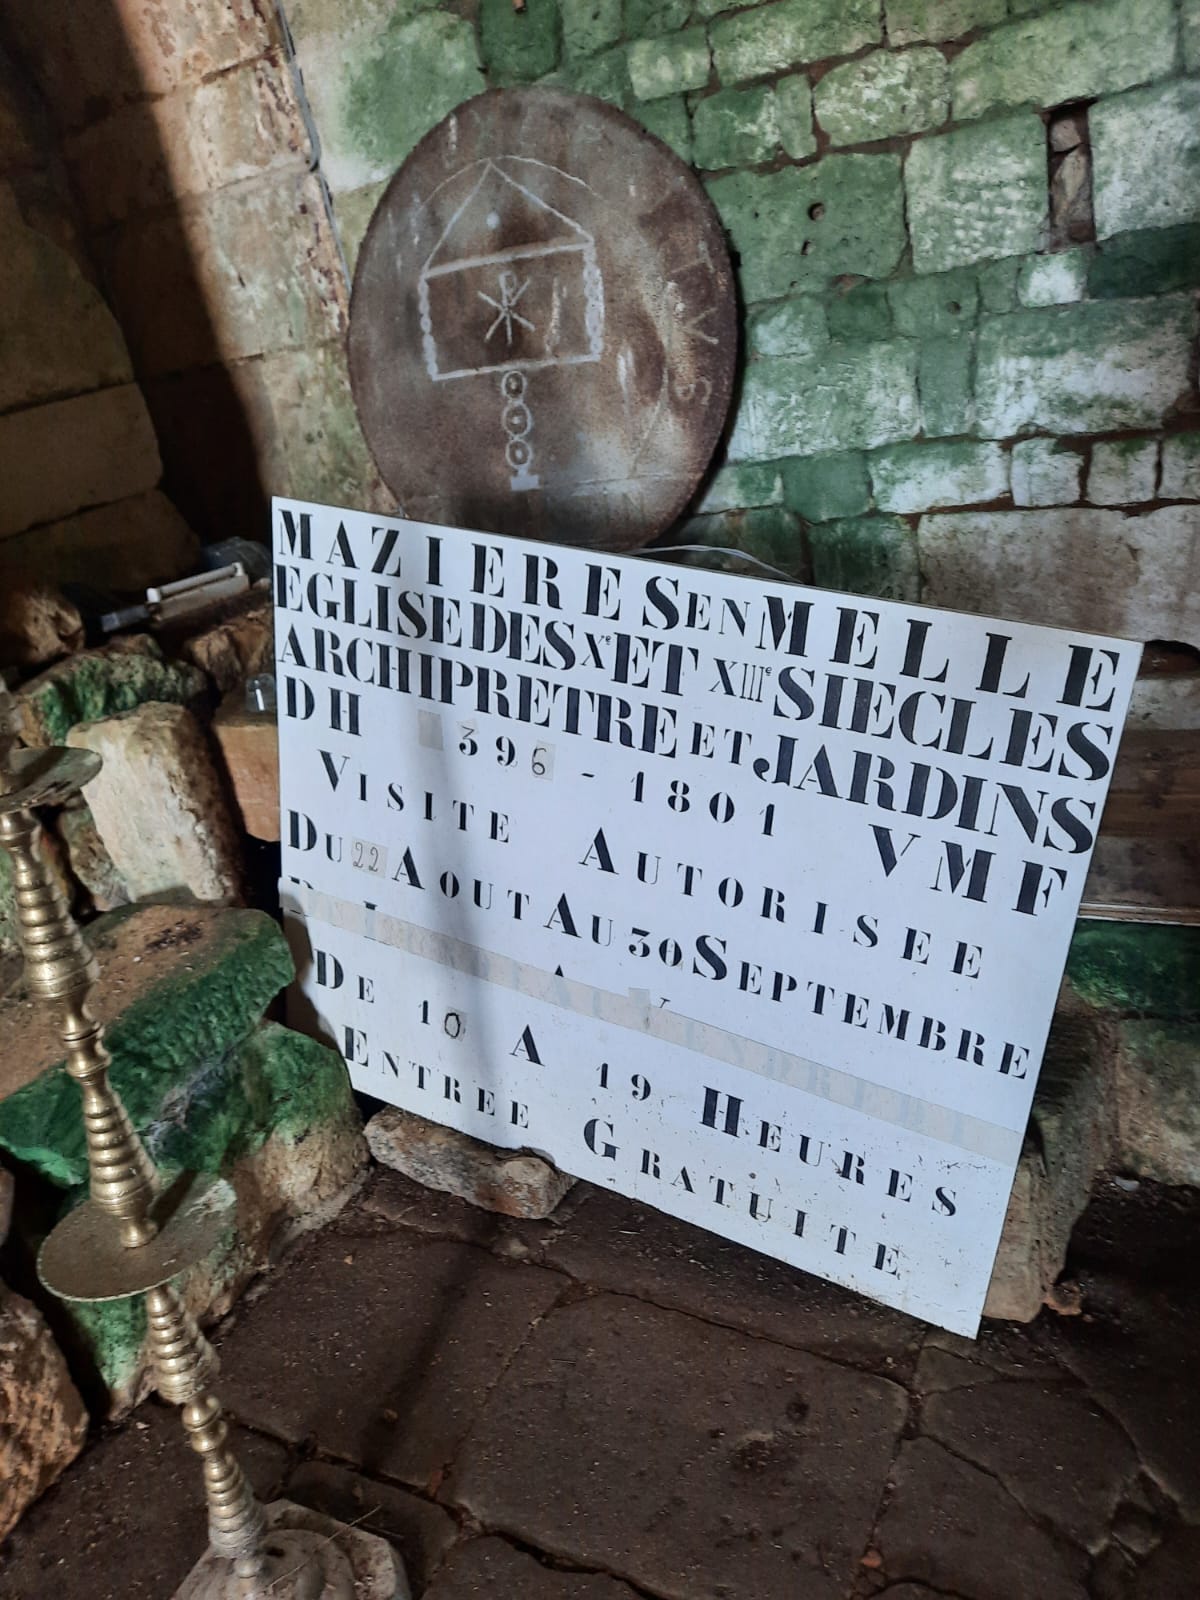 TVS
MAZIERES EN MELLE
EGLISE DES Xe ET XIIIe SIECLES
ARCHIPRETRE ET JARDINS
DH 396 - 1801 VMF
VISITE AUTORISEE
DU 22 AOUT AU 30 SEPTEMBRE
DE 10 A 19 HEURES
ENTREE GRATUITE